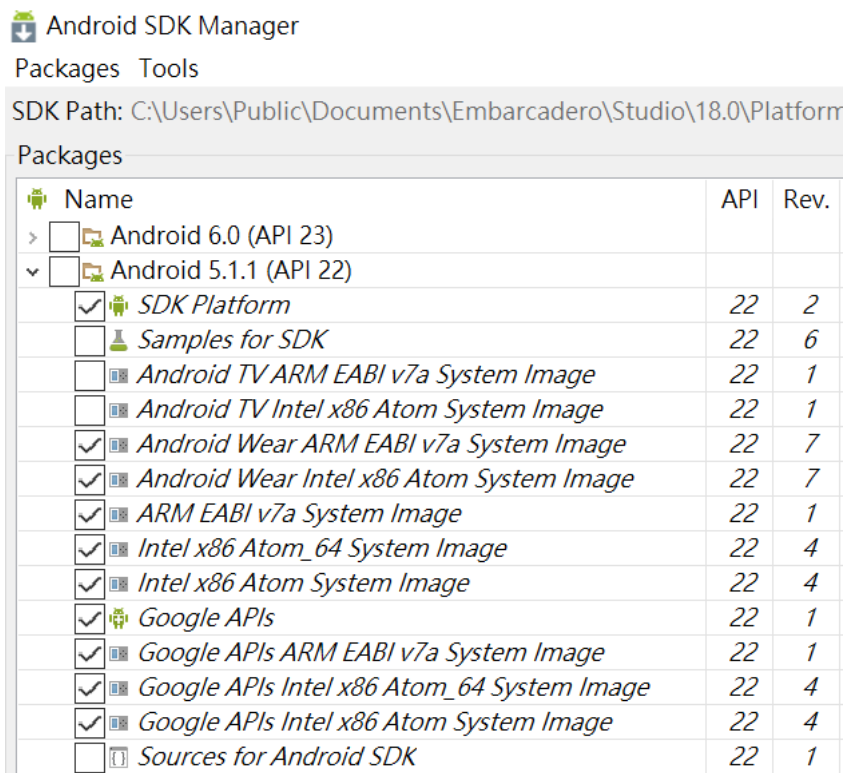 Android SDK Manager
Packages Tools
SDK Path: C:\Users\Public\Documents\Embarcadero\Studio\18.0\Platform
Packages
Name API Rev.
Android 6.0 (API 23)
Android 5.1.1 (API 22)
SDK Platform 22 2
Samples for SDK 22 6
Android TV ARM EABI v7a System Image 22 1
Android TV Intel x86 Atom System Image 22 1
Android Wear ARM EABI v7a System Image 22 7
Android Wear Intel x86 Atom System Image 22 7
ARM EABI v7a System Image 22 1
Intel x86 Atom_64 System Image 22 4
Intel x86 Atom System Image 22 4
Google APIs 22 1
Google APIs ARM EABI v7a System Image 22 1
Google APIs Intel x86 Atom_64 System Image 22 4
Google APIs Intel x86 Atom System Image 22 4
Sources for Android SDK 22 1